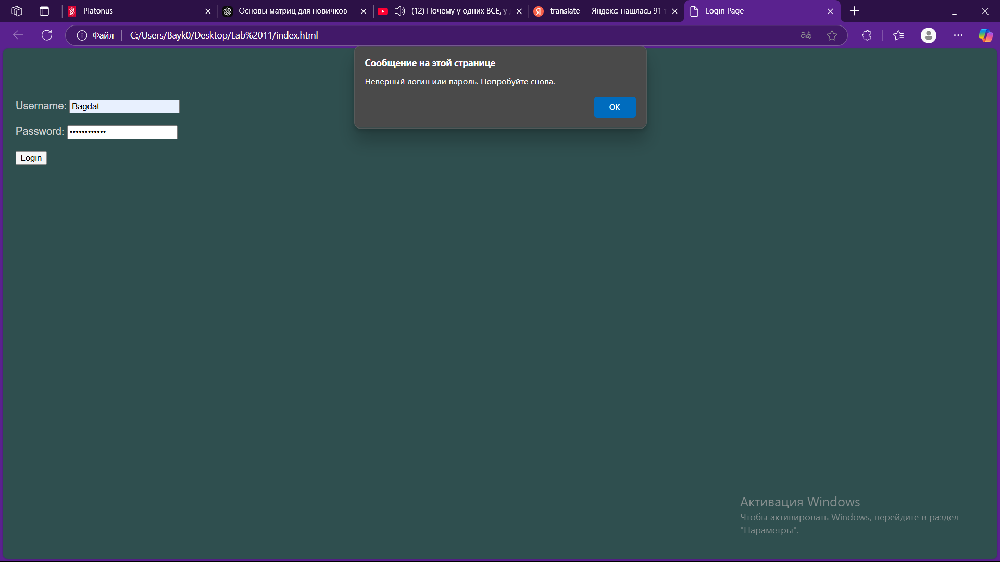 Platonus
Основы матриц для новичков
(12) Почему у одних ВСЁ, у
translate — Яндекс: нашлась 91
Login Page
Файл
C:/Users/Bayk0/Desktop/Lab%2011/index.html
Сообщение на этой странице
Неверный логин или пароль. Попробуйте снова.
OK
Username: Bagdat
Password: ••••••••••••
Login
Активация Windows
Чтобы активировать Windows, перейдите в раздел
"Параметры".